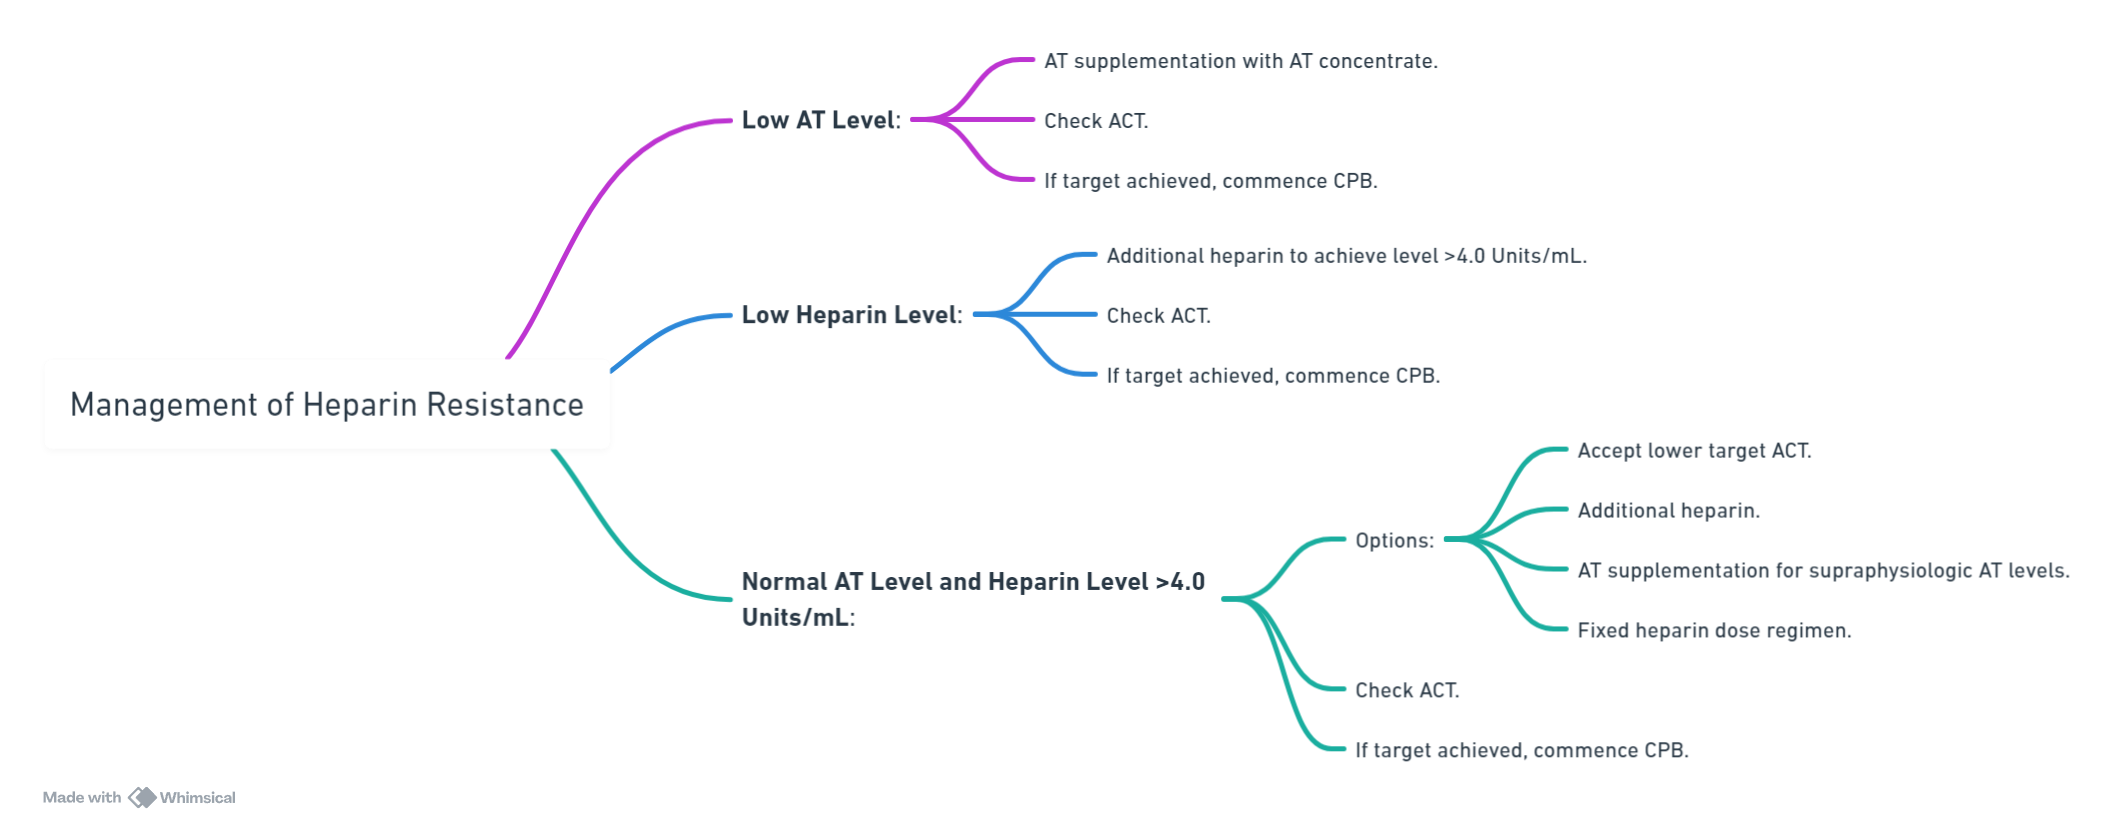 Management of Heparin Resistance
Low AT Level:
AT supplementation with AT concentrate.
Check ACT.
If target achieved, commence CPB.
Low Heparin Level:
Additional heparin to achieve level >4.0 Units/mL.
Check ACT.
If target achieved, commence CPB.
Normal AT Level and Heparin Level >4.0
Units/mL:
Options:
Accept lower target ACT.
Additional heparin.
AT supplementation for supraphysiologic AT levels.
Fixed heparin dose regimen.
Check ACT.
If target achieved, commence CPB.
Made with Whimsical